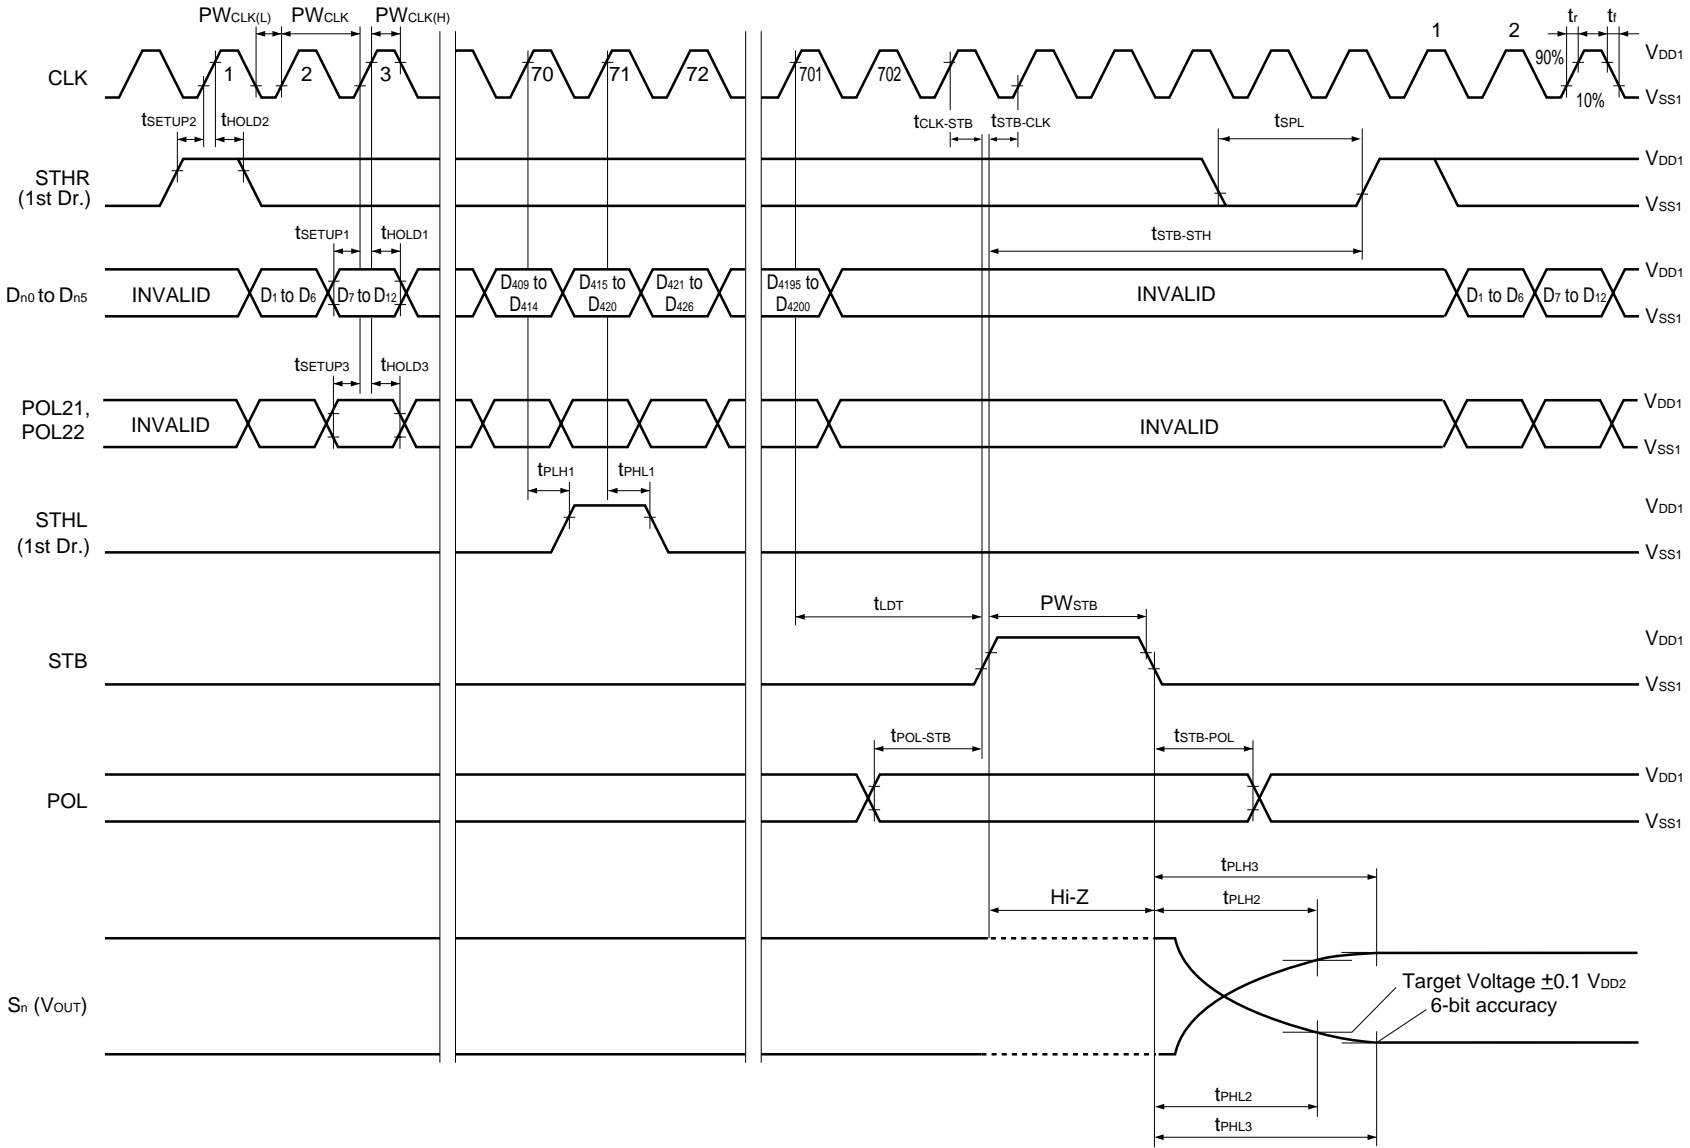 PWCLK(L) PWCLK PWCLK(H) 1 2 tr tf
CLK 1 2 3 70 71 72 701 702 90% 10% VDD1
VSS1
tSETUP2 tHOLD2 tCLK-STB tSTB-CLK tSPL
STHR
(1st Dr.)
VDD1
VSS1
tSETUP1 tHOLD1 tSTB-STH
Dn0 to Dn5 INVALID D1 to D6 D7 to D12 D409 to D414 D415 to D420 D421 to D426 D4195 to D4200 INVALID D1 to D6 D7 to D12
VDD1
VSS1
tSETUP3 tHOLD3
POL21,
POL22
INVALID INVALID
VDD1
VSS1
tPLH1 tPHL1
STHL
(1st Dr.)
VDD1
VSS1
tLDT PWSTB
STB
VDD1
VSS1
tPOL-STB tSTB-POL
POL
VDD1
VSS1
tPLH3
Hi-Z tPLH2
Sn (VOUT)
Target Voltage ±0.1 VDD2
6-bit accuracy
tPHL2
tPHL3